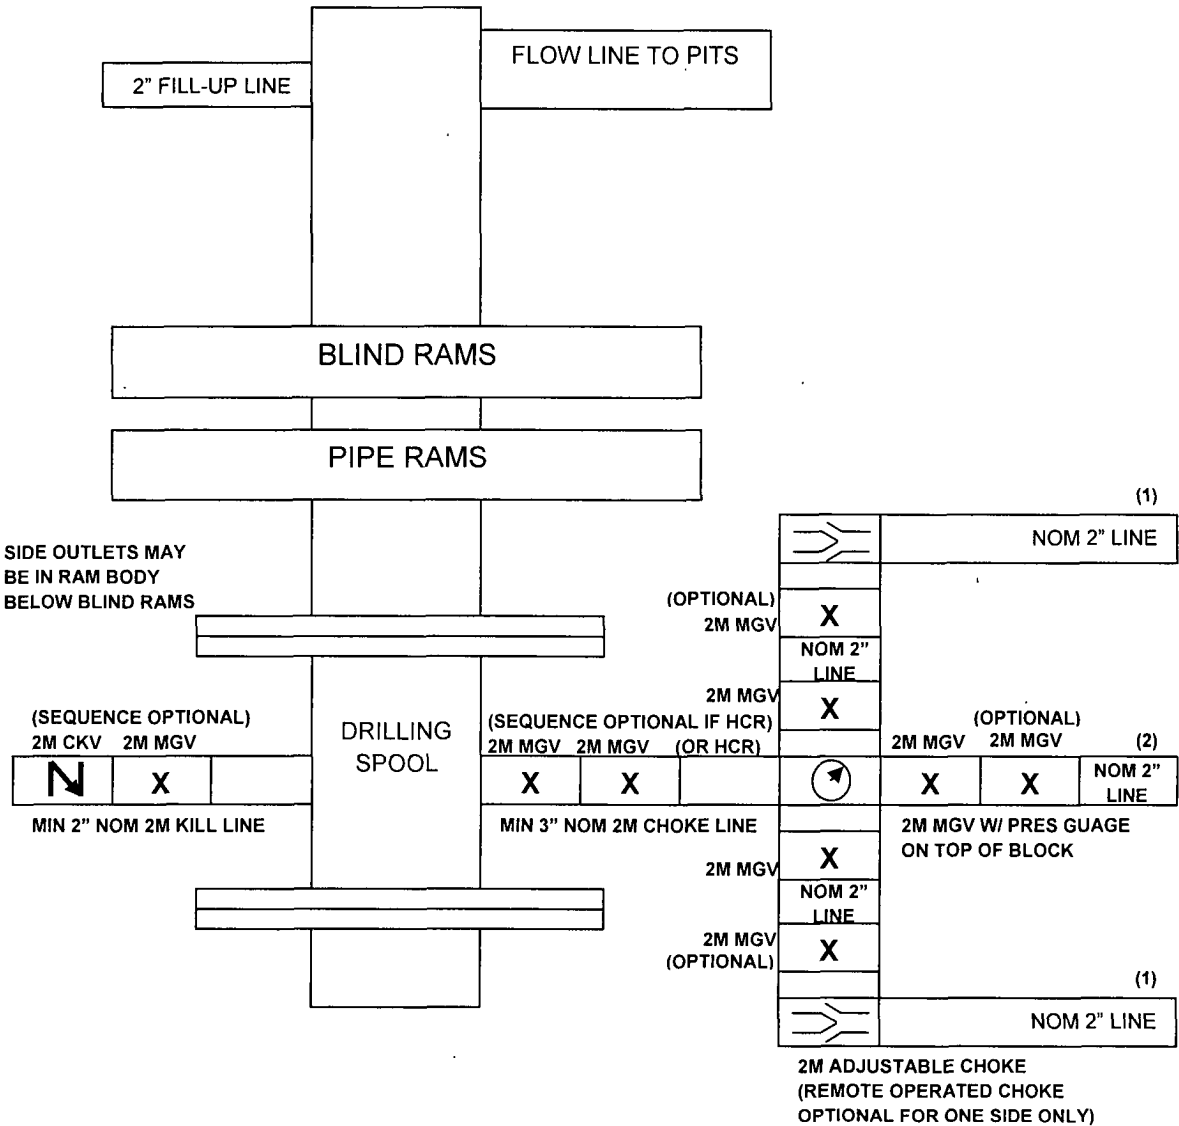 FLOW LINE TO PITS
2" FILL-UP LINE
BLIND RAMS
PIPE RAMS
(1)
NOM 2" LINE
SIDE OUTLETS MAY
BE IN RAM BODY
BELOW BLIND RAMS
(OPTIONAL)
2M MGV
X
NOM 2"
LINE
2M MGV
X
(SEQUENCE OPTIONAL)
2M CKV 2M MGV
DRILLING
SPOOL
(SEQUENCE OPTIONAL IF HCR)
2M MGV 2M MGV (OR HCR)
(OPTIONAL)
2M MGV 2M MGV (2)
X
X X
X X
NOM 2"
LINE
MIN 2" NOM 2M KILL LINE
MIN 3" NOM 2M CHOKE LINE
2M MGV W/ PRES GUAGE
ON TOP OF BLOCK
2M MGV
X
NOM 2"
LINE
2M MGV
(OPTIONAL)
X
(1)
NOM 2" LINE
2M ADJUSTABLE CHOKE
(REMOTE OPERATED CHOKE
OPTIONAL FOR ONE SIDE ONLY)